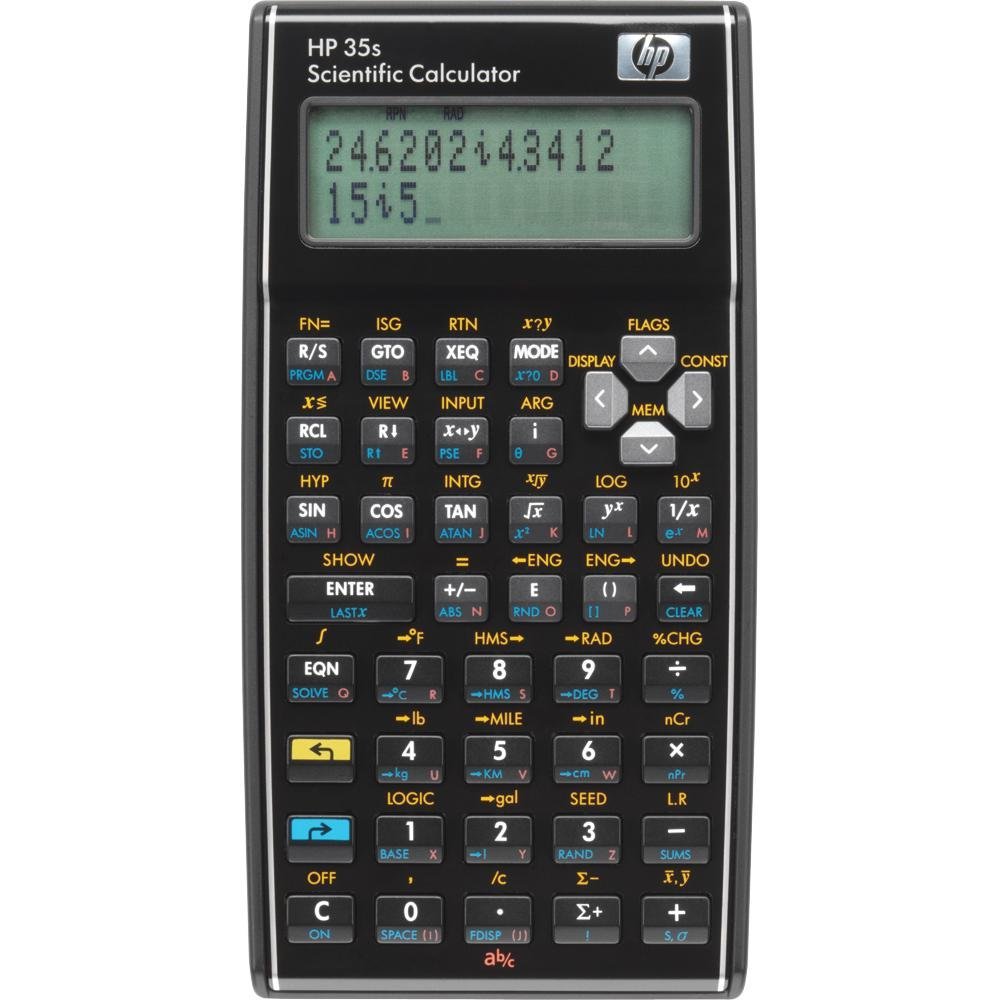 HP 35s
Scientific Calculator
hp
RPN RAD
24.6202i4.3412
15i5_
FN= ISG RTN x?y FLAGS
R/S GTO XEQ MODE
PRGM A DSE B LBL C x?0 D
DISPLAY CONST
x≶ VIEW INPUT ARG MEM
RCL R↓ x↔y i
STO R↑ E PSE F θ G
HYP π INTG x√y LOG 10ˣ
SIN COS TAN √x yˣ 1/x
ASIN H ACOS I ATAN J x² K LN L eˣ M
SHOW = ←ENG ENG→ UNDO
ENTER +/− E () ←
LASTx ABS N RND O [] P CLEAR
∫ →°F HMS→ →RAD %CHG
EQN 7 8 9 ÷
SOLVE Q →°C R →HMS S →DEG T %
→lb →MILE →in nCr
4 5 6 ×
→kg U →KM V →cm W nPr
LOGIC →gal SEED L.R
1 2 3 −
BASE X →l Y RAND Z SUMS
OFF , /c Σ− x̄,ȳ
C 0 . Σ+ +
ON SPACE (I) FDISP (J) ! S,σ
ab/c